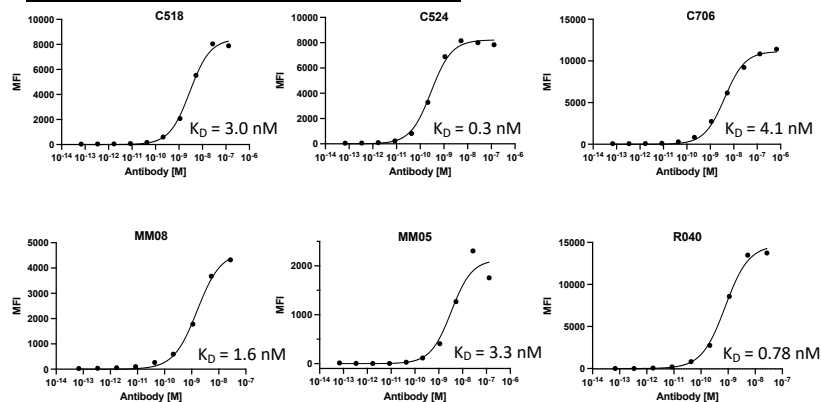 C518
10000
8000
6000
4000
2000
0
MFI
K_D = 3.0 nM
10⁻¹⁴ 10⁻¹³ 10⁻¹² 10⁻¹¹ 10⁻¹⁰ 10⁻⁹ 10⁻⁸ 10⁻⁷ 10⁻⁶
Antibody [M]
C524
10000
8000
6000
4000
2000
0
MFI
K_D = 0.3 nM
10⁻¹⁴ 10⁻¹³ 10⁻¹² 10⁻¹¹ 10⁻¹⁰ 10⁻⁹ 10⁻⁸ 10⁻⁷ 10⁻⁶
Antibody [M]
C706
15000
10000
5000
0
MFI
K_D = 4.1 nM
10⁻¹⁴ 10⁻¹³ 10⁻¹² 10⁻¹¹ 10⁻¹⁰ 10⁻⁹ 10⁻⁸ 10⁻⁷ 10⁻⁶
Antibody [M]
MM08
5000
4000
3000
2000
1000
0
MFI
K_D = 1.6 nM
10⁻¹⁴ 10⁻¹³ 10⁻¹² 10⁻¹¹ 10⁻¹⁰ 10⁻⁹ 10⁻⁸ 10⁻⁷
Antibody [M]
MM05
2000
1000
0
MFI
K_D = 3.3 nM
10⁻¹⁴ 10⁻¹³ 10⁻¹² 10⁻¹¹ 10⁻¹⁰ 10⁻⁹ 10⁻⁸ 10⁻⁷ 10⁻⁶
Antibody [M]
R040
15000
10000
5000
0
MFI
K_D = 0.78 nM
10⁻¹⁴ 10⁻¹³ 10⁻¹² 10⁻¹¹ 10⁻¹⁰ 10⁻⁹ 10⁻⁸ 10⁻⁷
Antibody [M]